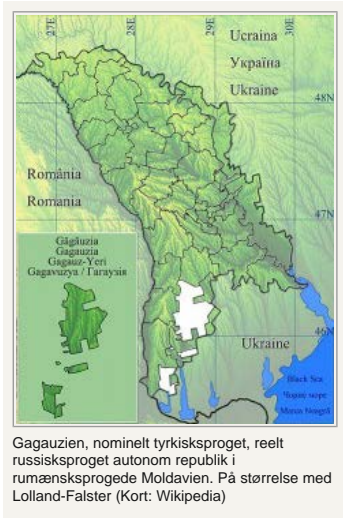 27E
28E
29E
30E
Ucraina
Україна
Ukraine
48N
România
Romania
47N
Găgăuzia
Gagauzia
Gagauz-Yeri
Gagavuzya / Гагаузія
46N
Ukraine
Black Sea
Чорне море
Marea Neagră
Gagauzien, nominelt tyrkisksproget, reelt
russisksproget autonom republik i
rumænsksprogede Moldavien. På størrelse med
Lolland-Falster (Kort: Wikipedia)